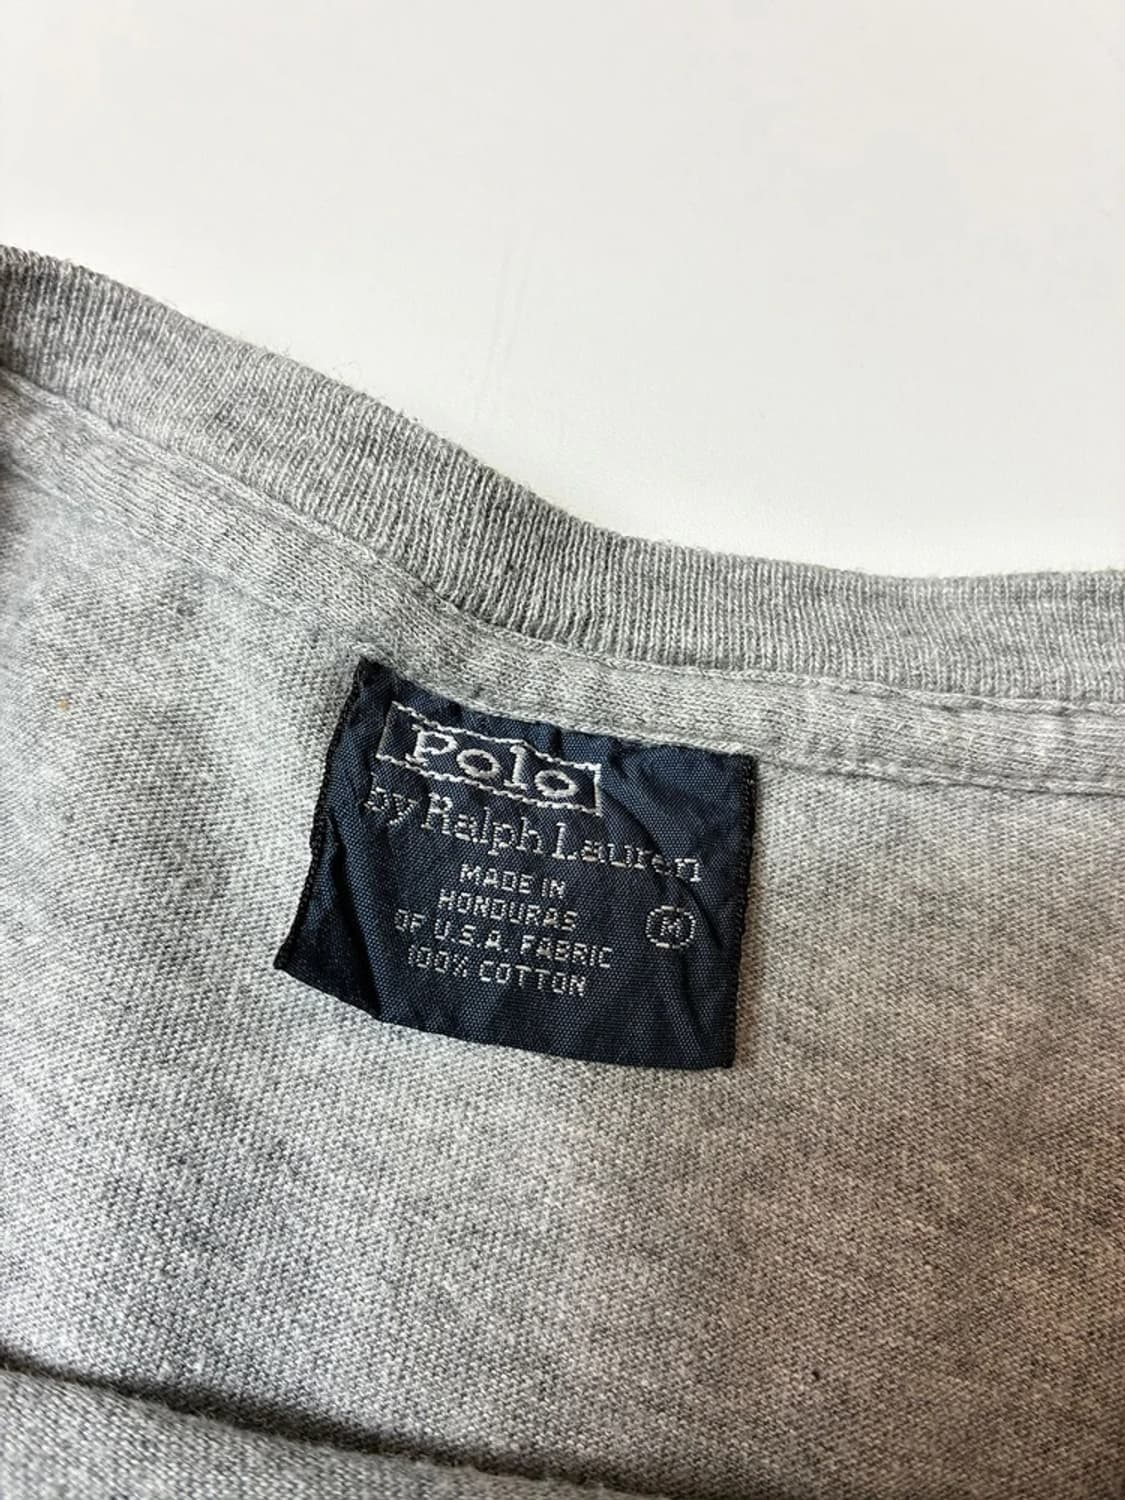 Polo
by Ralph Lauren
MADE IN
HONDURAS
OF U.S.A. FABRIC
100% COTTON
M